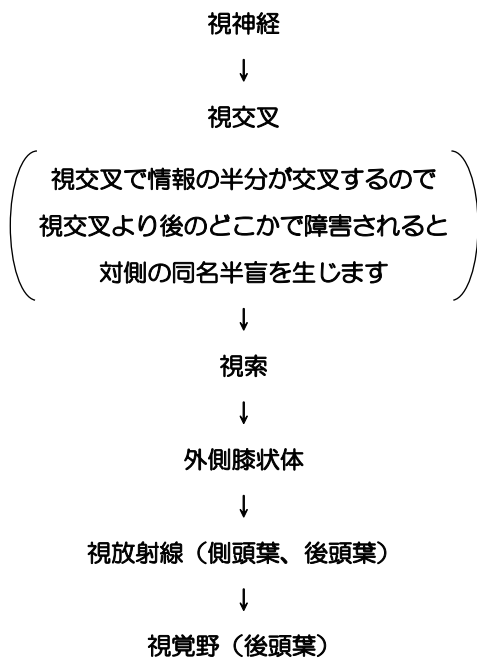 視神経
↓
視交叉
視交叉で情報の半分が交叉するので
視交叉より後のどこかで障害されると
対側の同名半盲を生じます
↓
視索
↓
外側膝状体
↓
視放射線（側頭葉、後頭葉）
↓
視覚野（後頭葉）